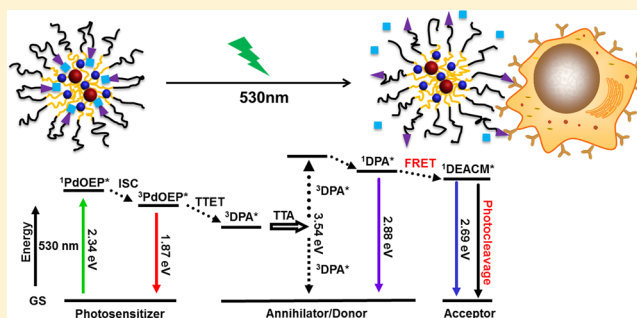 530nm
¹PdOEP*
ISC
³PdOEP*
TTET
³DPA*
TTA
³DPA*
3.54 eV
³DPA*
¹DPA*
FRET
¹DEACM*
Energy
530 nm
2.34 eV
1.87 eV
2.88 eV
2.69 eV
Photocleavage
GS
Photosensitizer
Annihilator/Donor
Acceptor